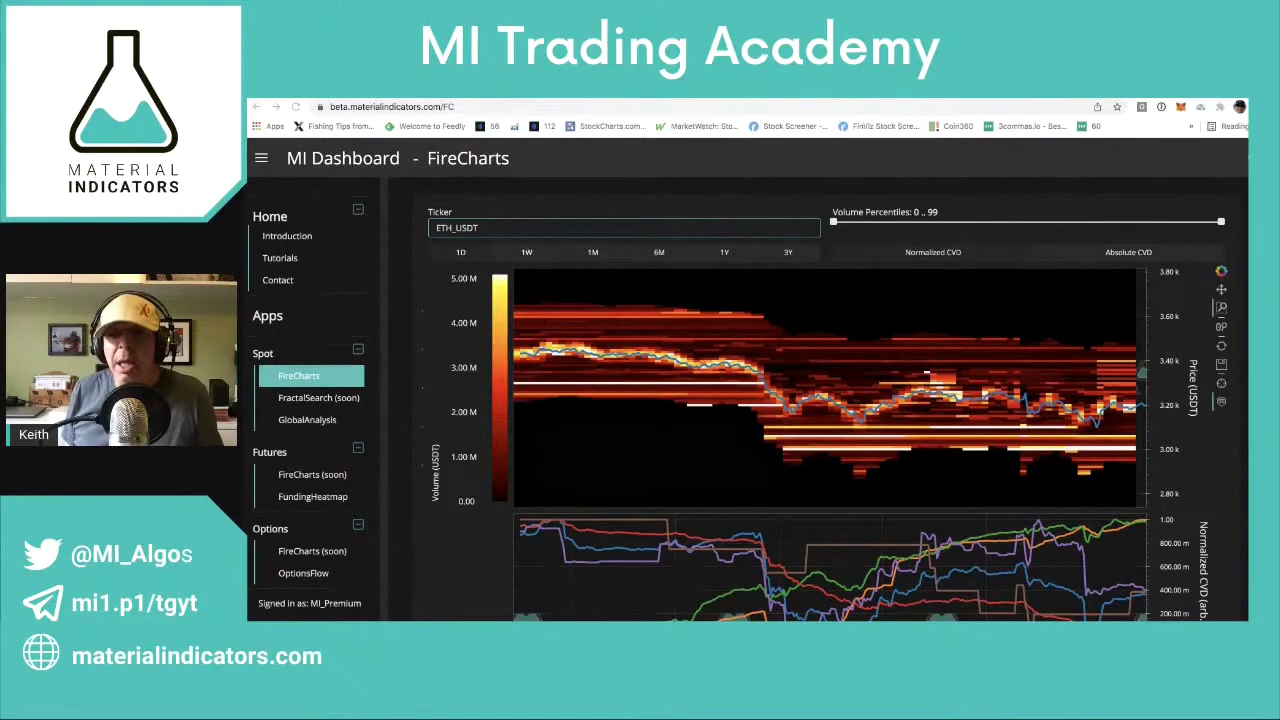 MI Trading Academy
MATERIAL
INDICATORS
beta.materialindicators.com/FC
Apps
Fishing Tips from...
Welcome to Feedly
56
112
StockCharts.com...
MarketWatch: Sto...
Stock Screener -...
FinViz Stock Scre...
Coin360
3commas.io – Bes...
60
»
Reading
MI Dashboard - FireCharts
Home
Introduction
Tutorials
Contact
Apps
Spot
FireCharts
FractalSearch (soon)
GlobalAnalysis
Futures
FireCharts (soon)
FundingHeatmap
Options
FireCharts (soon)
OptionsFlow
Signed in as: MI_Premium
Ticker
ETH_USDT
Volume Percentiles: 0 .. 99
1D 1W 1M 6M 1Y 3Y Normalized CVD Absolute CVD
5.00 M
4.00 M
3.00 M
2.00 M
1.00 M
0.00
Volume (USDT)
3.80 k
3.60 k
3.40 k
3.20 k
3.00 k
2.80 k
Price (USDT)
1.00
800.00 m
600.00 m
400.00 m
200.00 m
Normalized CVD (arb.
Keith
@MI_Algos
mi1.p1/tgyt
materialindicators.com